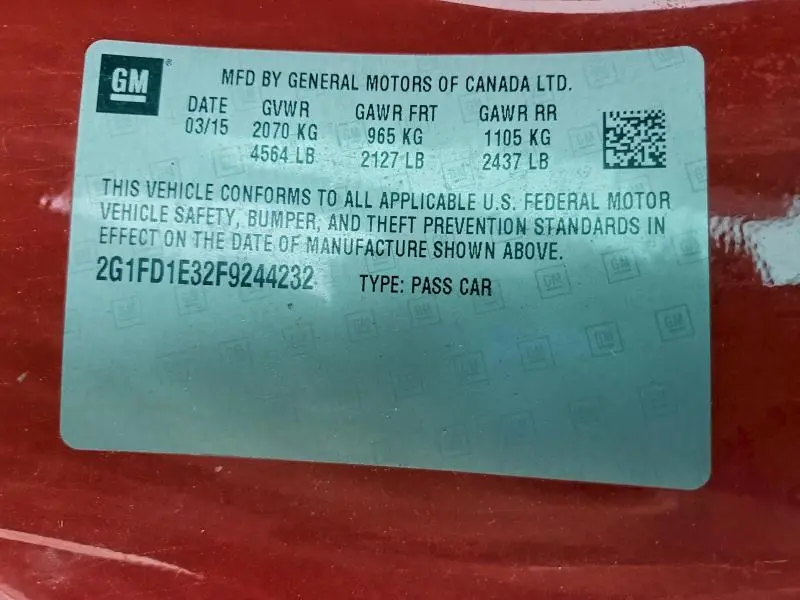 GM
MFD BY GENERAL MOTORS OF CANADA LTD.
DATE GVWR GAWR FRT GAWR RR
03/15 2070 KG 965 KG 1105 KG
4564 LB 2127 LB 2437 LB
THIS VEHICLE CONFORMS TO ALL APPLICABLE U.S. FEDERAL MOTOR
VEHICLE SAFETY, BUMPER, AND THEFT PREVENTION STANDARDS IN
EFFECT ON THE DATE OF MANUFACTURE SHOWN ABOVE.
2G1FD1E32F9244232 TYPE: PASS CAR